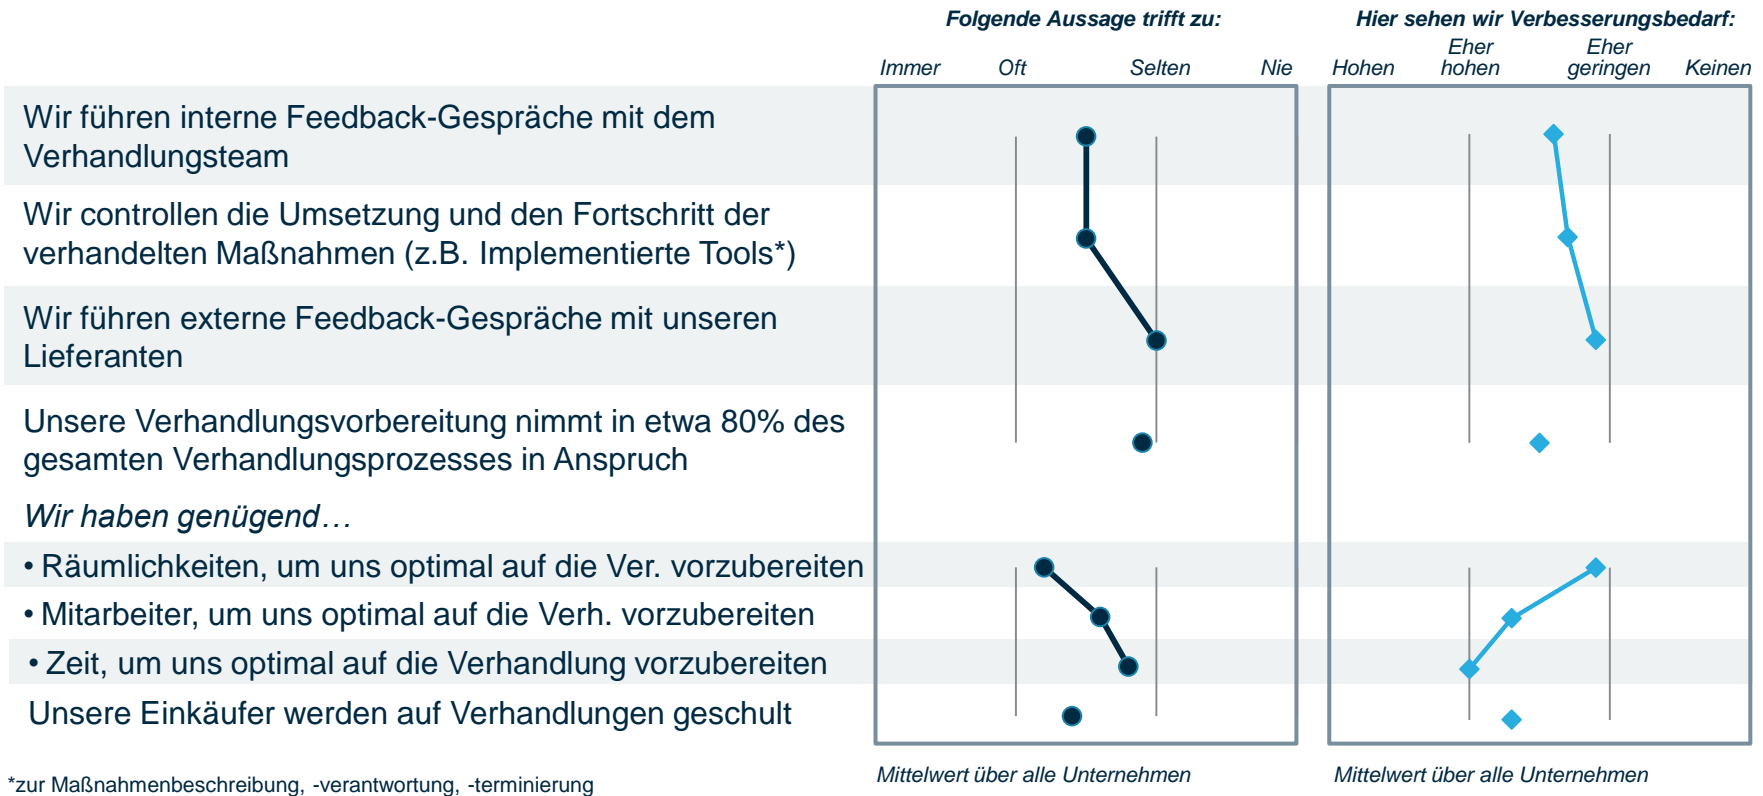 Folgende Aussage trifft zu:
Hier sehen wir Verbesserungsbedarf:
Immer Oft Selten Nie
Hohen Eher hohen Eher geringen Keinen
Wir führen interne Feedback-Gespräche mit dem
Verhandlungsteam
Wir controllen die Umsetzung und den Fortschritt der
verhandelten Maßnahmen (z.B. Implementierte Tools*)
Wir führen externe Feedback-Gespräche mit unseren
Lieferanten
Unsere Verhandlungsvorbereitung nimmt in etwa 80% des
gesamten Verhandlungsprozesses in Anspruch
Wir haben genügend…
• Räumlichkeiten, um uns optimal auf die Ver. vorzubereiten
• Mitarbeiter, um uns optimal auf die Verh. vorzubereiten
• Zeit, um uns optimal auf die Verhandlung vorzubereiten
Unsere Einkäufer werden auf Verhandlungen geschult
Mittelwert über alle Unternehmen
Mittelwert über alle Unternehmen
*zur Maßnahmenbeschreibung, -verantwortung, -terminierung